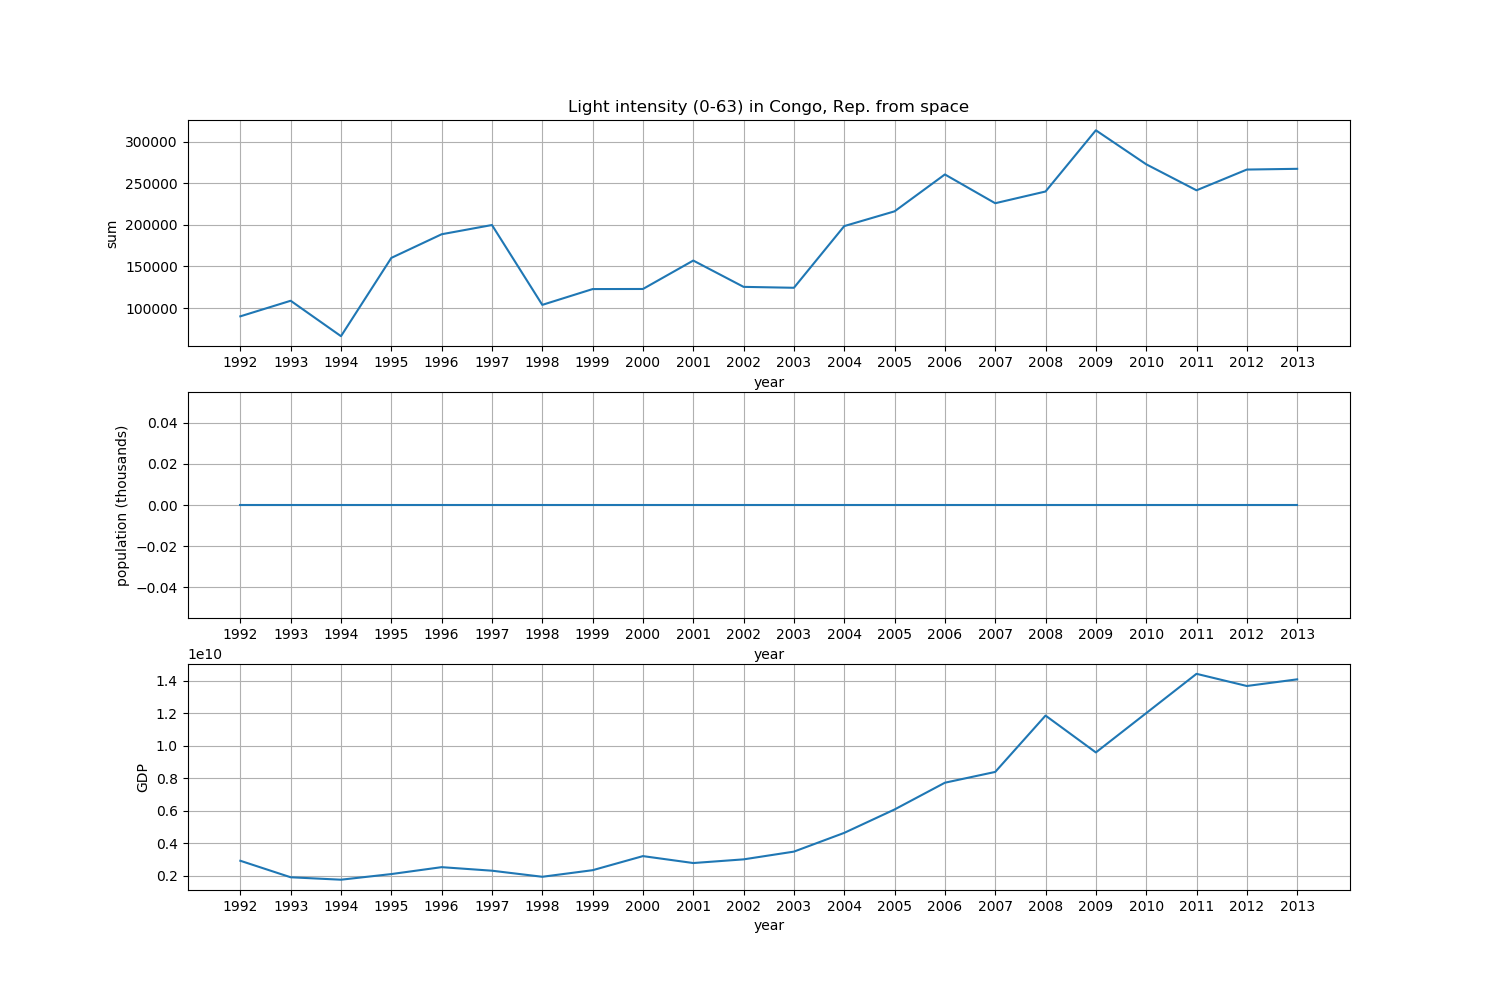 Light intensity (0-63) in Congo, Rep. from space
300000
250000
200000
150000
100000
sum
1992 1993 1994 1995 1996 1997 1998 1999 2000 2001 2002 2003 2004 2005 2006 2007 2008 2009 2010 2011 2012 2013
year
0.04
0.02
0.00
−0.02
−0.04
population (thousands)
1992 1993 1994 1995 1996 1997 1998 1999 2000 2001 2002 2003 2004 2005 2006 2007 2008 2009 2010 2011 2012 2013
year
1e10
1.4
1.2
1.0
0.8
0.6
0.4
0.2
GDP
1992 1993 1994 1995 1996 1997 1998 1999 2000 2001 2002 2003 2004 2005 2006 2007 2008 2009 2010 2011 2012 2013
year